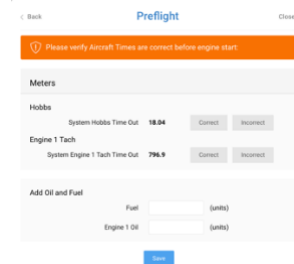 < Back Preflight Close
Please verify Aircraft Times are correct before engine start
Meters
Hobbs
System Hobbs Time Out 18.04 Correct Incorrect
Engine 1 Tach
System Engine 1 Tach Time Out 796.9 Correct Incorrect
Add Oil and Fuel
Fuel (units)
Engine 1 Oil (units)
Save